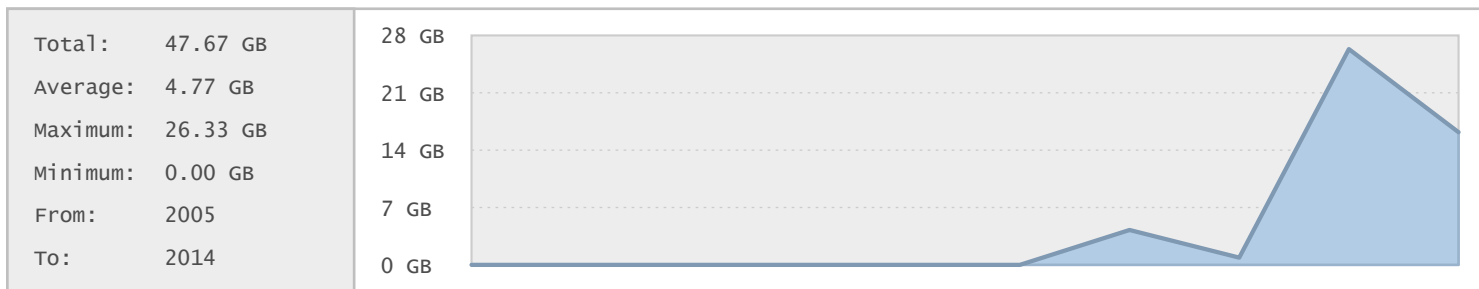 Total: 47.67 GB
Average: 4.77 GB
Maximum: 26.33 GB
Minimum: 0.00 GB
From: 2005
To: 2014
28 GB
21 GB
14 GB
7 GB
0 GB